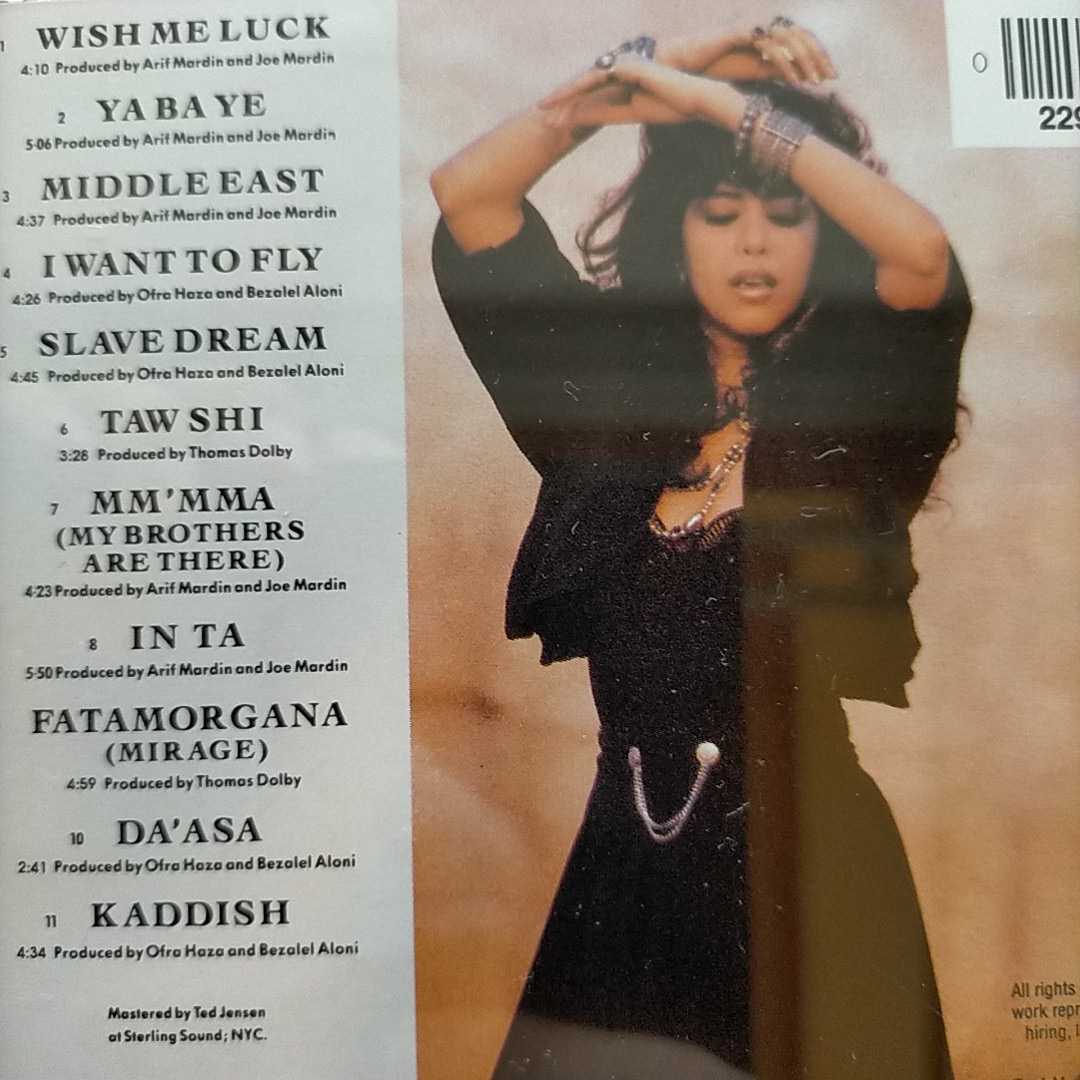 1 WISH ME LUCK
4:10 Produced by Arif Mardin and Joe Mardin
2 YA BA YE
5:06 Produced by Arif Mardin and Joe Mardin
3 MIDDLE EAST
4:37 Produced by Arif Mardin and Joe Mardin
4 I WANT TO FLY
4:26 Produced by Ofra Haza and Bezalel Aloni
5 SLAVE DREAM
4:45 Produced by Ofra Haza and Bezalel Aloni
6 TAW SHI
3:28 Produced by Thomas Dolby
7 MM'MMA
(MY BROTHERS
ARE THERE)
4:23 Produced by Arif Mardin and Joe Mardin
8 IN TA
5:50 Produced by Arif Mardin and Joe Mardin
FATAMORGANA
(MIRAGE)
4:59 Produced by Thomas Dolby
10 DA'ASA
2:41 Produced by Ofra Haza and Bezalel Aloni
11 KADDISH
4:34 Produced by Ofra Haza and Bezalel Aloni
Mastered by Ted Jensen
at Sterling Sound; NYC.
0
229
All rights
work repr
hiring,